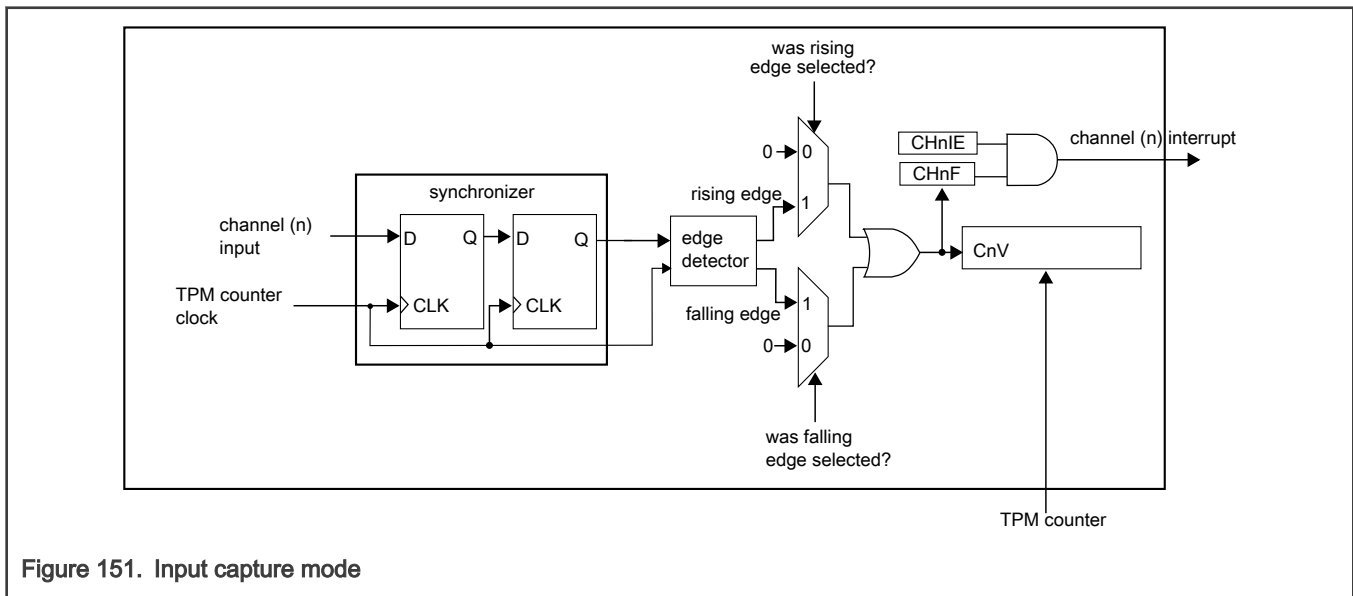 was rising
edge selected?
CHnIE
channel (n) interrupt
CHnF
0
0
synchronizer
rising edge
1
channel (n)
input
D
Q
D
Q
edge
detector
CnV
TPM counter
clock
CLK
CLK
falling edge
1
0
0
was falling
edge selected?
TPM counter
Figure 151. Input capture mode